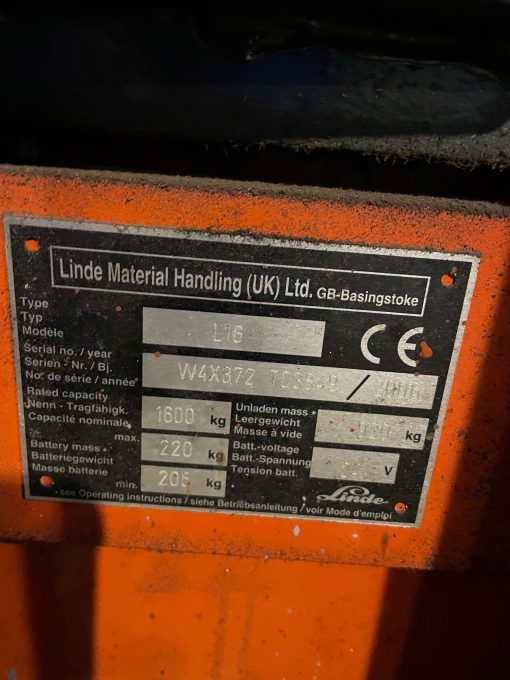 Linde Material Handling (UK) Ltd. GB-Basingstoke
Type
Typ
Modèle
L16
CE
Serial no. / year
Serien - Nr. / Bj.
No. de série / année
W4X372 /
Rated capacity
Nenn - Tragfähigk.
Capacité nominale
1600 kg
Unladen mass *
Leergewicht
Masse à vide
kg
Battery mass *
Batteriegewicht
Masse batterie
max. 220 kg
min. kg
Batt.-voltage
Batt.-Spannung
Tension batt.
V
Linde
*see Operating instructions / siehe Betriebsanleitung / voir Mode d'emploi